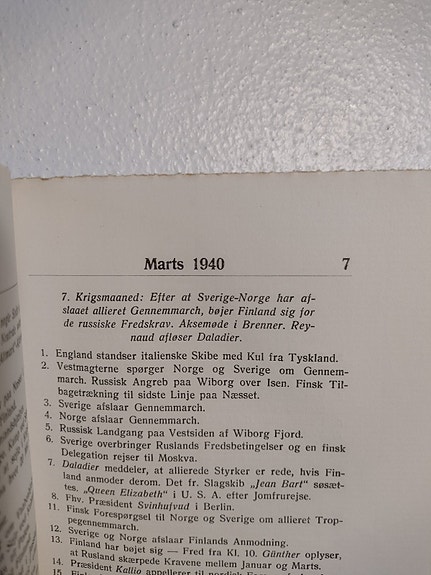 Marts 1940 7
7. Krigsmaaned: Efter at Sverige-Norge har af-
slaaet allieret Gennemmarch, bøjer Finland sig for
de russiske Fredskrav. Aksemøde i Brenner. Rey-
naud afløser Daladier.
1. England standser italienske Skibe med Kul fra Tyskland.
2. Vestmagterne spørger Norge og Sverige om Gennem-
march. Russisk Angreb paa Wiborg over Isen. Finsk Til-
bagetrækning til sidste Linje paa Næsset.
3. Sverige afslaar Gennemmarch.
4. Norge afslaar Gennemmarch.
5. Russisk Landgang paa Vestsiden af Wiborg Fjord.
6. Sverige overbringer Ruslands Fredsbetingelser og en finsk
Delegation rejser til Moskva.
7. Daladier meddeler, at allierede Styrker er rede, hvis Fin-
land anmoder derom. Det fr. Slagskib „Jean Bart" søsæt-
tes. „Queen Elizabeth" i U. S. A. efter Jomfrurejse.
8. Fhv. Præsident Svinhufvud i Berlin.
11. Finsk Forespørgsel til Norge og Sverige om allieret Trop-
pegennemmarch.
12. Sverige og Norge afslaar Finlands Anmodning.
13. Finland har bøjet sig — Fred fra Kl. 10. Günther oplyser,
at Rusland skærpede Kravene mellem Januar og Marts.
14. Præsident Kallio appellerer til nordisk
15.